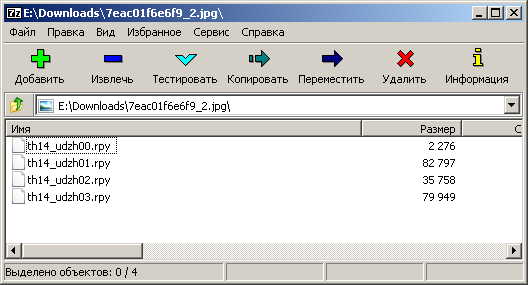 7z E:\Downloads\7eac01f6e6f9_2.jpg\
Файл Правка Вид Избранное Сервис Справка
Добавить Извлечь Тестировать Копировать Переместить Удалить Информация
E:\Downloads\7eac01f6e6f9_2.jpg\
Имя Размер С
th14_udzh00.rpy 2 276
th14_udzh01.rpy 82 797
th14_udzh02.rpy 35 758
th14_udzh03.rpy 79 949
Выделено объектов: 0 / 4